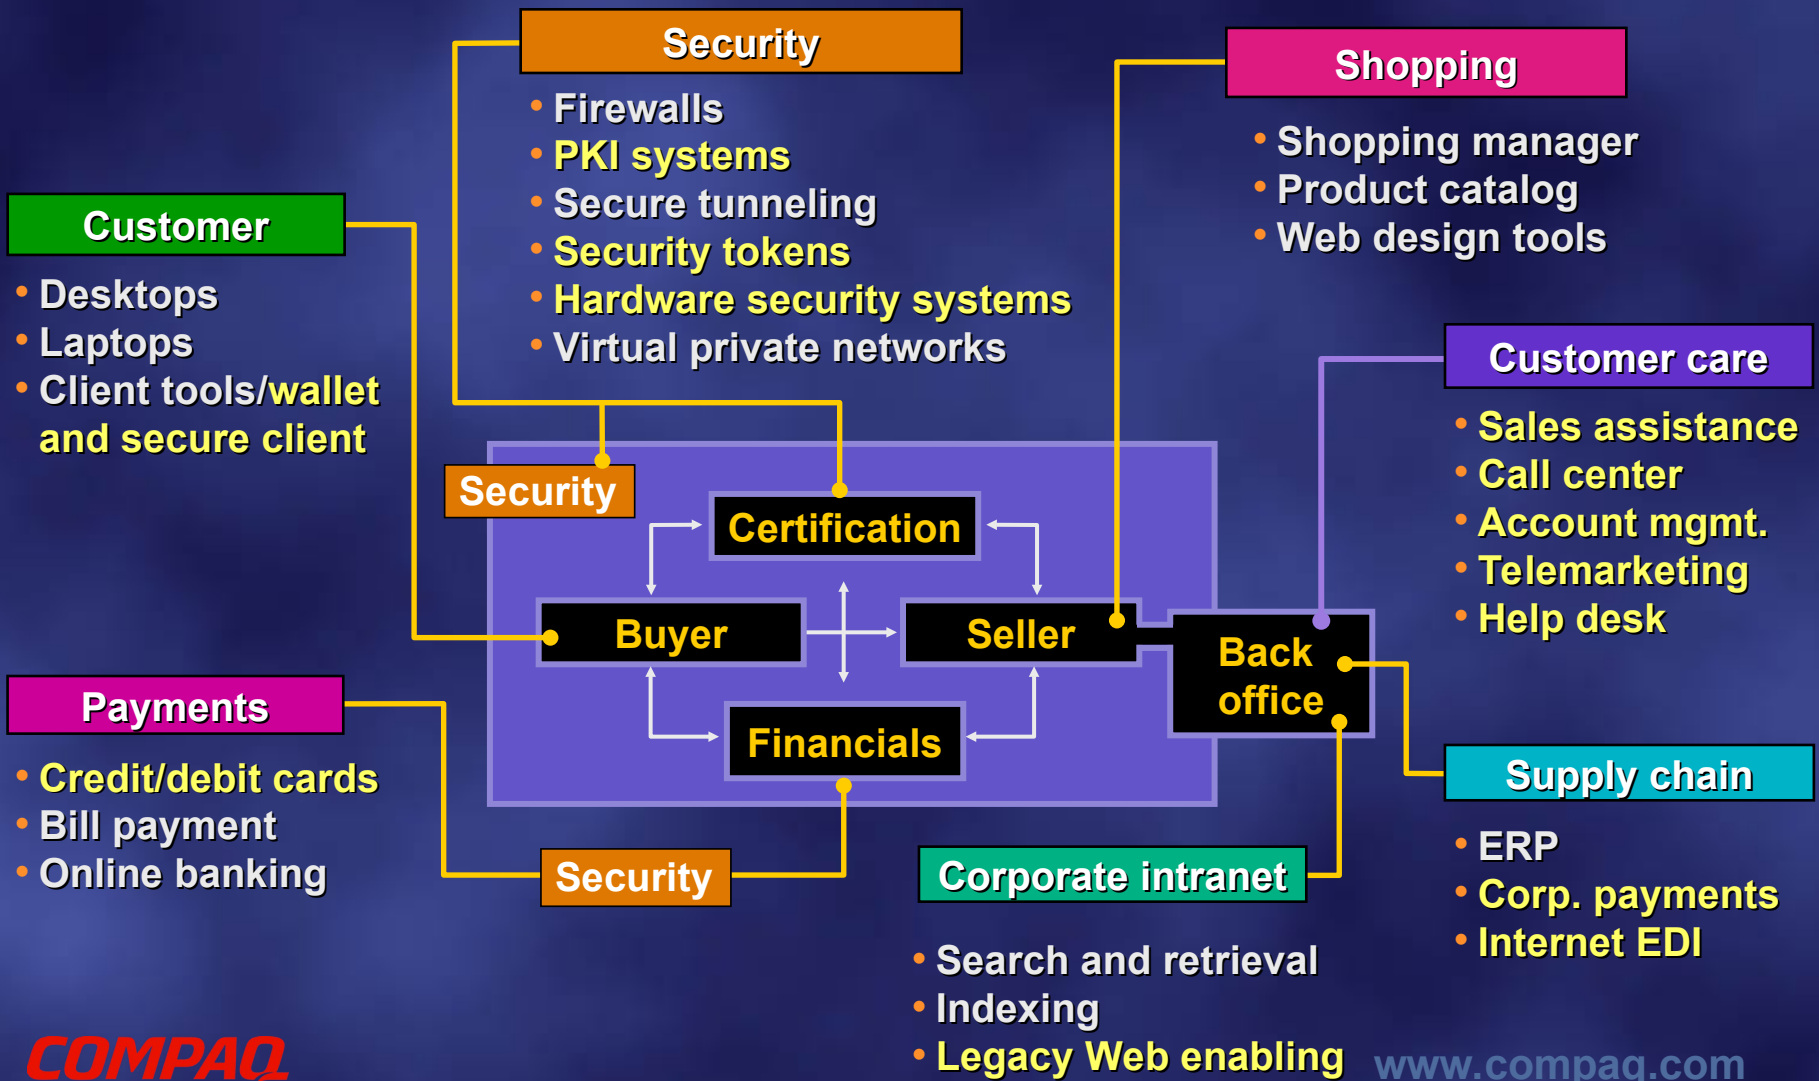 Security
• Firewalls
• PKI systems
• Secure tunneling
• Security tokens
• Hardware security systems
• Virtual private networks
Shopping
• Shopping manager
• Product catalog
• Web design tools
Customer
• Desktops
• Laptops
• Client tools/wallet
and secure client
Customer care
• Sales assistance
• Call center
• Account mgmt.
• Telemarketing
• Help desk
Security
Certification
Buyer
Seller
Back
office
Financials
Payments
• Credit/debit cards
• Bill payment
• Online banking
Security
Supply chain
• ERP
• Corp. payments
• Internet EDI
Corporate intranet
• Search and retrieval
• Indexing
• Legacy Web enabling
COMPAQ
www.compaq.com